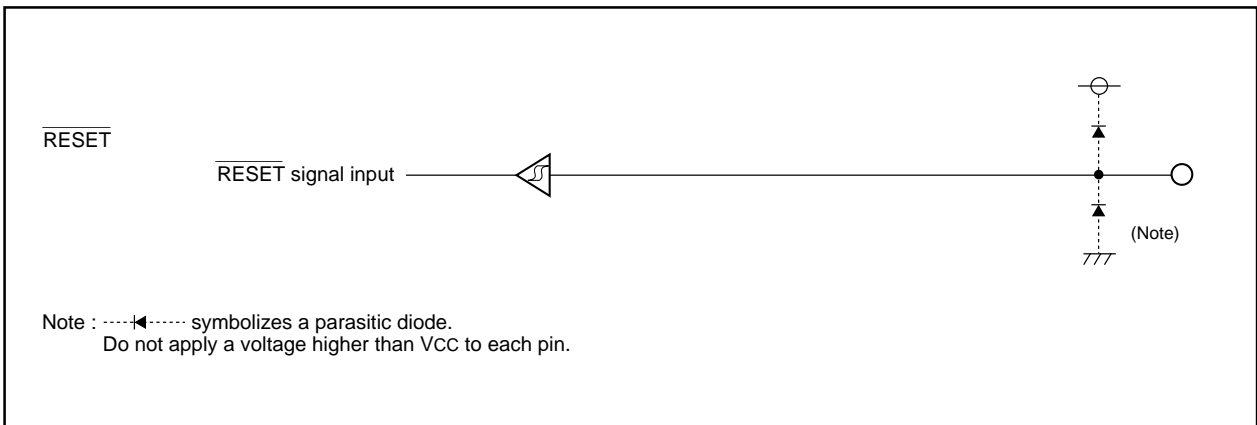 RESET
RESET signal input
(Note)
Note : symbolizes a parasitic diode.
Do not apply a voltage higher than VCC to each pin.